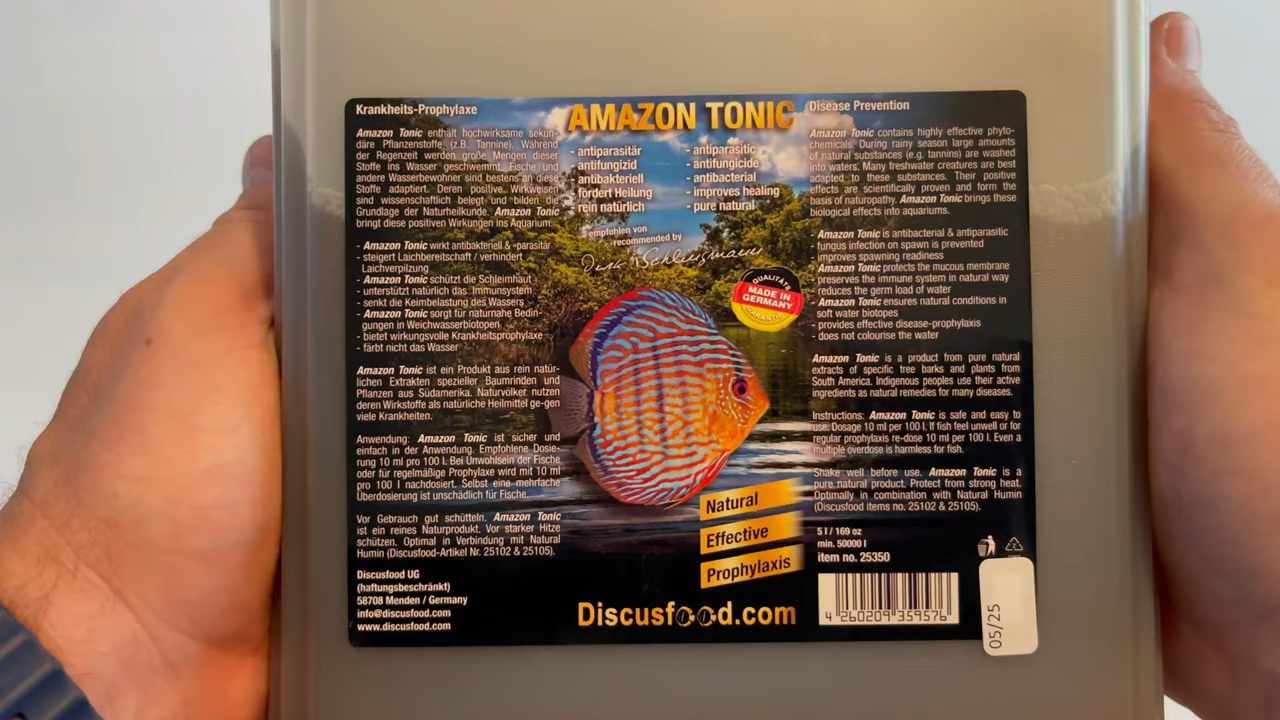 Krankheits-Prophylaxe
Amazon Tonic enthält hochwirksame sekun-
däre Pflanzenstoffe (z.B. Tannine). Während
der Regenzeit werden große Mengen dieser
Stoffe ins Wasser geschwemmt. Fische und
andere Wasserbewohner sind bestens an diese
Stoffe adaptiert. Deren positive Wirkweisen
sind wissenschaftlich belegt und bilden die
Grundlage der Naturheilkunde. Amazon Tonic
bringt diese positiven Wirkungen ins Aquarium.
- Amazon Tonic wirkt antibakteriell & -parasitär
- steigert Laichbereitschaft / verhindert
Laichverpilzung
- Amazon Tonic schützt die Schleimhaut
- unterstützt natürlich das Immunsystem
- senkt die Keimbelastung des Wassers
- Amazon Tonic sorgt für naturnahe Bedin-
gungen in Weichwasserbiotopen
- bietet wirkungsvolle Krankheitsprophylaxe
- färbt nicht das Wasser
Amazon Tonic ist ein Produkt aus rein natür-
lichen Extrakten spezieller Baumrinden und
Pflanzen aus Südamerika. Naturvölker nutzen
deren Wirkstoffe als natürliche Heilmittel ge-gen
viele Krankheiten.
Anwendung: Amazon Tonic ist sicher und
einfach in der Anwendung. Empfohlene Dosie-
rung 10 ml pro 100 l. Bei Unwohlsein der Fische
oder für regelmäßige Prophylaxe wird mit 10 ml
pro 100 l nachdosiert. Selbst eine mehrfache
Überdosierung ist unschädlich für Fische.
Vor Gebrauch gut schütteln. Amazon Tonic
ist ein reines Naturprodukt. Vor starker Hitze
schützen. Optimal in Verbindung mit Natural
Humin (Discusfood-Artikel Nr. 25102 & 25105).
Discusfood UG
(haftungsbeschränkt)
58708 Menden / Germany
info@discusfood.com
www.discusfood.com
AMAZON TONIC
- antiparasitär
- antifungizid
- antibakteriell
- fördert Heilung
- rein natürlich
- antiparasitic
- antifungicide
- antibacterial
- improves healing
- pure natural
empfohlen von
recommended by
Dirk Schlingmann
QUALITÄTS
MADE IN
GERMANY
GARANTIE
Natural
Effective
Prophylaxis
Discusfood.com
Disease Prevention
Amazon Tonic contains highly effective phyto-
chemicals. During rainy season large amounts
of natural substances (e.g. tannins) are washed
into waters. Many freshwater creatures are best
adapted to these substances. Their positive
effects are scientifically proven and form the
basis of naturopathy. Amazon Tonic brings these
biological effects into aquariums.
- Amazon Tonic is antibacterial & antiparasitic
- fungus infection on spawn is prevented
- improves spawning readiness
- Amazon Tonic protects the mucous membrane
- preserves the immune system in natural way
- reduces the germ load of water
- Amazon Tonic ensures natural conditions in
soft water biotopes
- provides effective disease-prophylaxis
- does not colourise the water
Amazon Tonic is a product from pure natural
extracts of specific tree barks and plants from
South America. Indigenous peoples use their active
ingredients as natural remedies for many diseases.
Instructions: Amazon Tonic is safe and easy to
use. Dosage 10 ml per 100 l. If fish feel unwell or for
regular prophylaxis re-dose 10 ml per 100 l. Even a
multiple overdose is harmless for fish.
Shake well before use. Amazon Tonic is a
pure natural product. Protect from strong heat.
Optimally in combination with Natural Humin
(Discusfood items no. 25102 & 25105).
5 l / 169 oz
min. 50000 l
item no. 25350
4 260209 359576
05/25